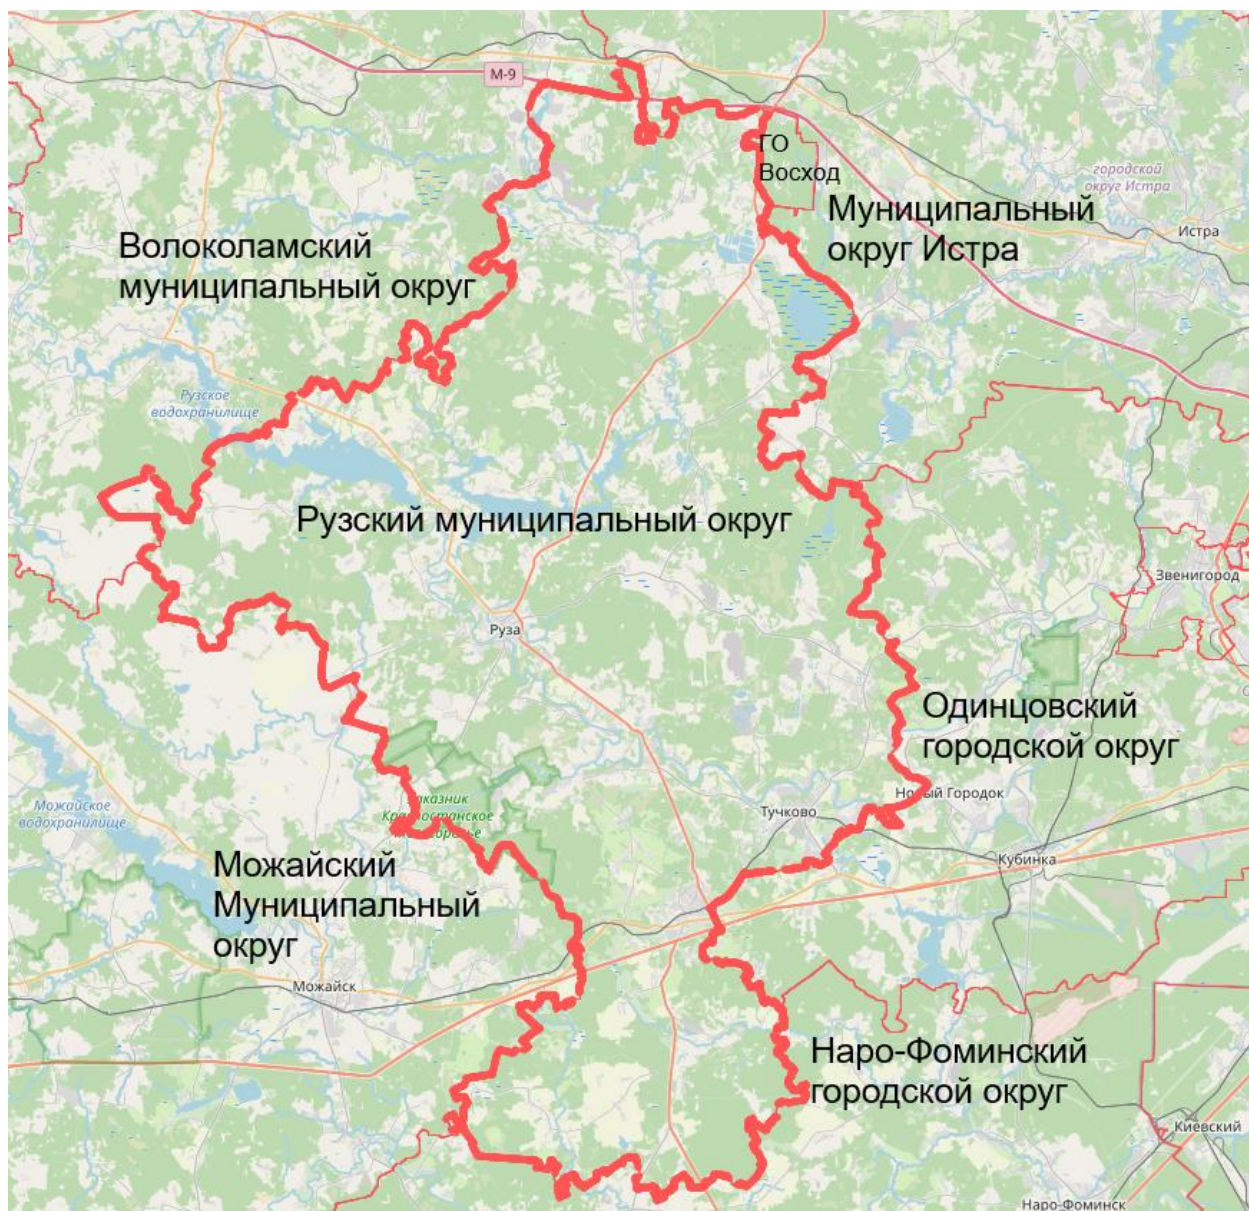 М-9
ГО
Восход
городской
округ Истра
Муниципальный
округ Истра
Истра
Волоколамский
муниципальный округ
Рузское
водохранилище
Рузский муниципальный округ
Звенигород
Руза
Одинцовский
городской округ
Можайское
водохранилище
Новый Городок
Тучково
Кубинка
Можайский
Муниципальный
округ
Можайск
Наро-Фоминский
городской округ
Киевский
Наро-Фоминск